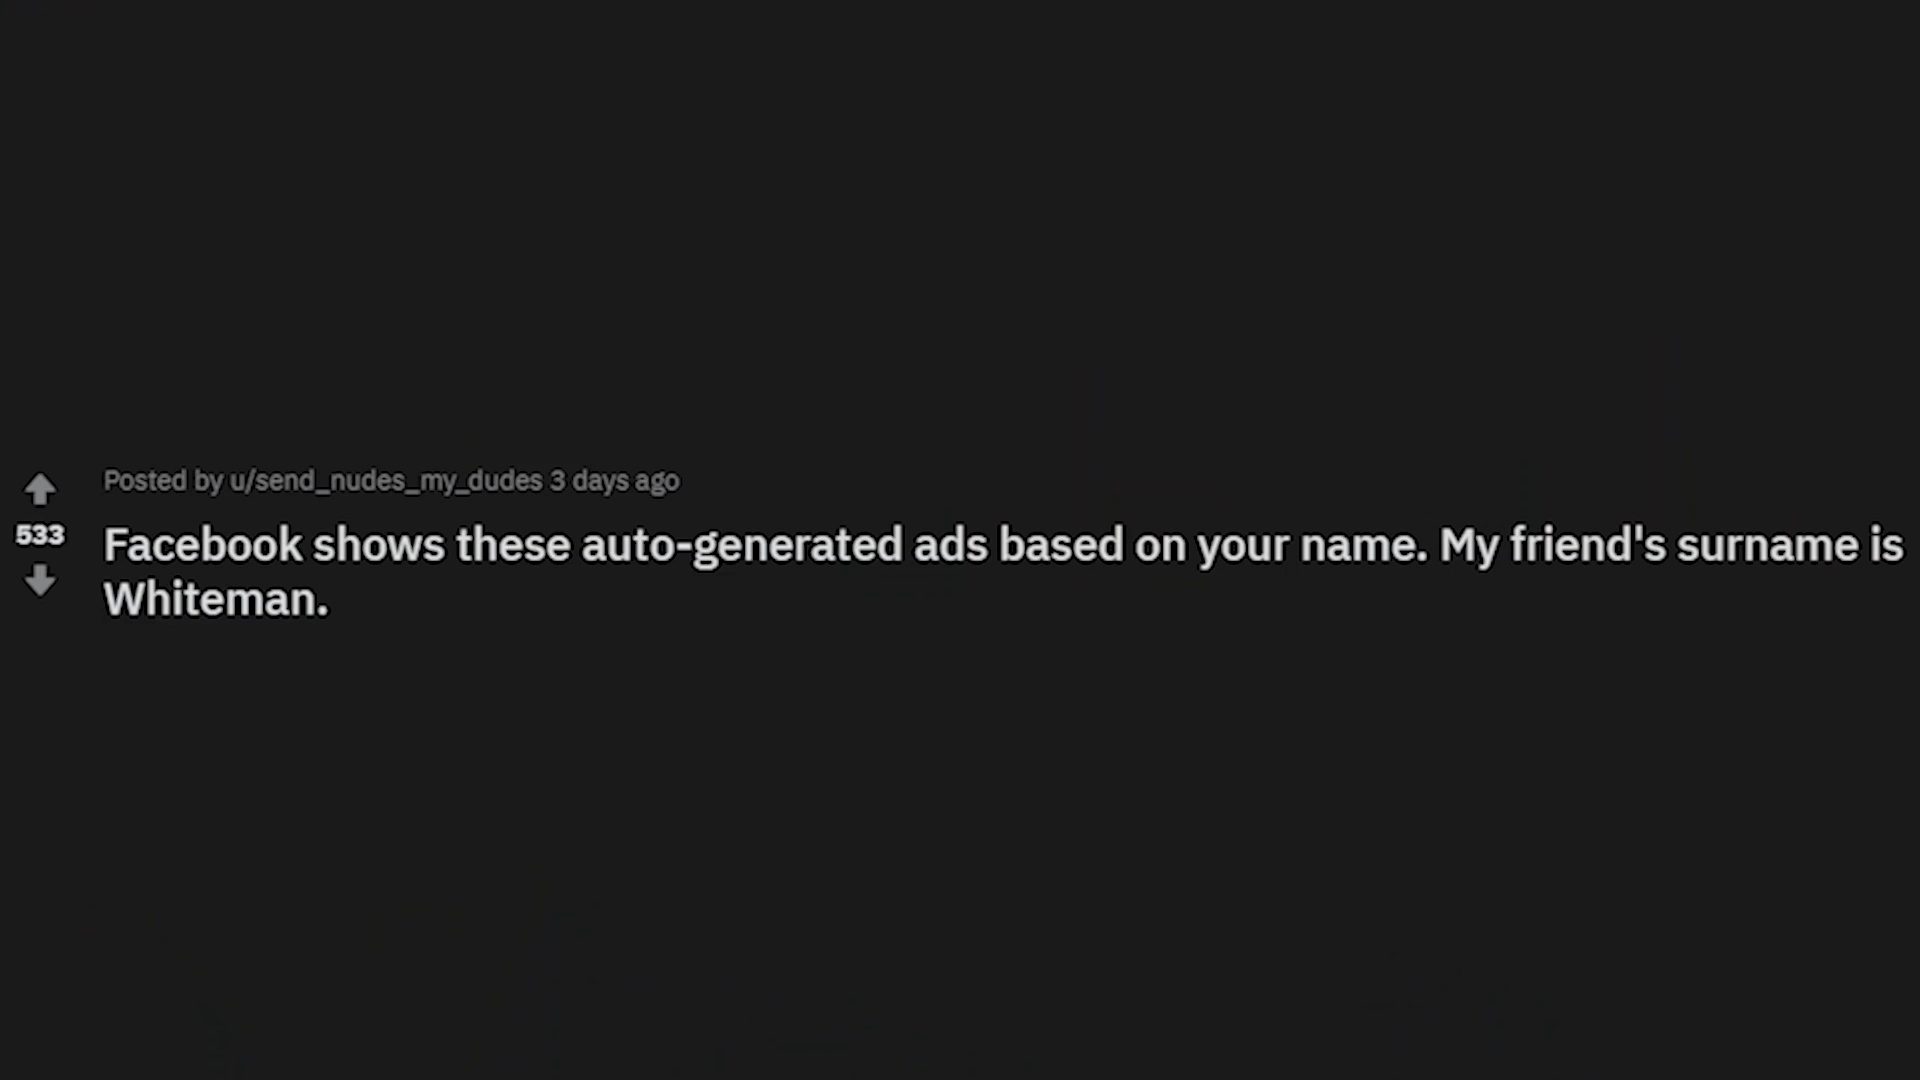 Posted by u/send_nudes_my_dudes 3 days ago
533
Facebook shows these auto-generated ads based on your name. My friend's surname is
Whiteman.